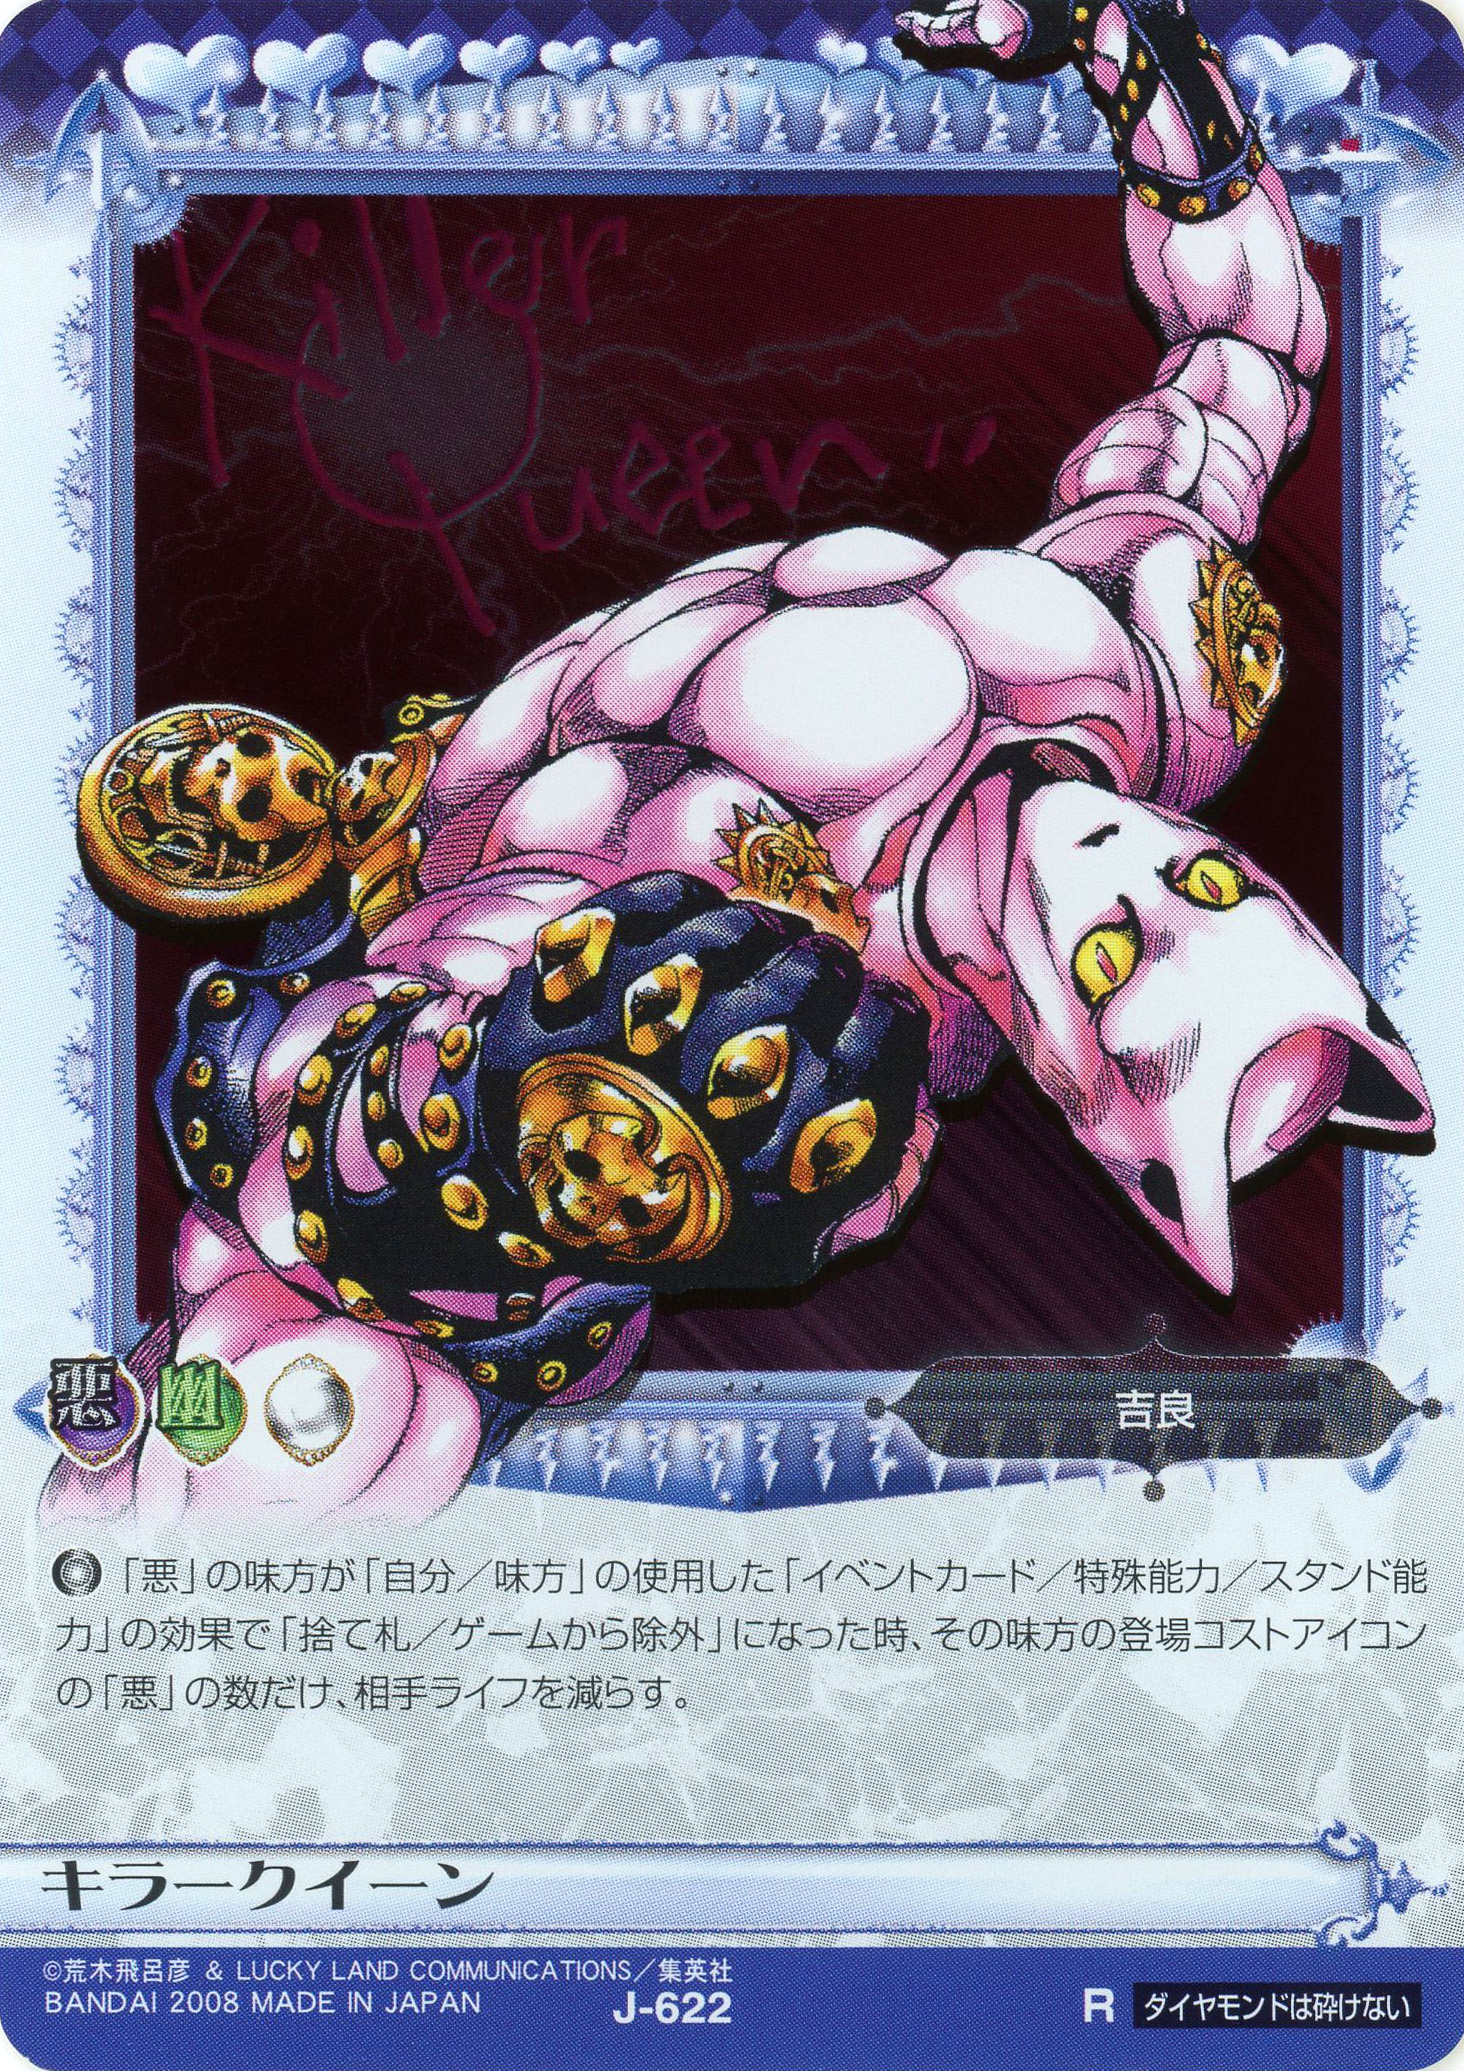 Killer
Queen"
悪
吉良
「悪」の味方が「自分／味方」の使用した「イベントカード／特殊能力／スタンド能
力」の効果で「捨て札／ゲームから除外」になった時、その味方の登場コストアイコン
の「悪」の数だけ、相手ライフを減らす。
キラークイーン
©荒木飛呂彦 & LUCKY LAND COMMUNICATIONS／集英社
BANDAI 2008 MADE IN JAPAN
J-622
R
ダイヤモンドは砕けない